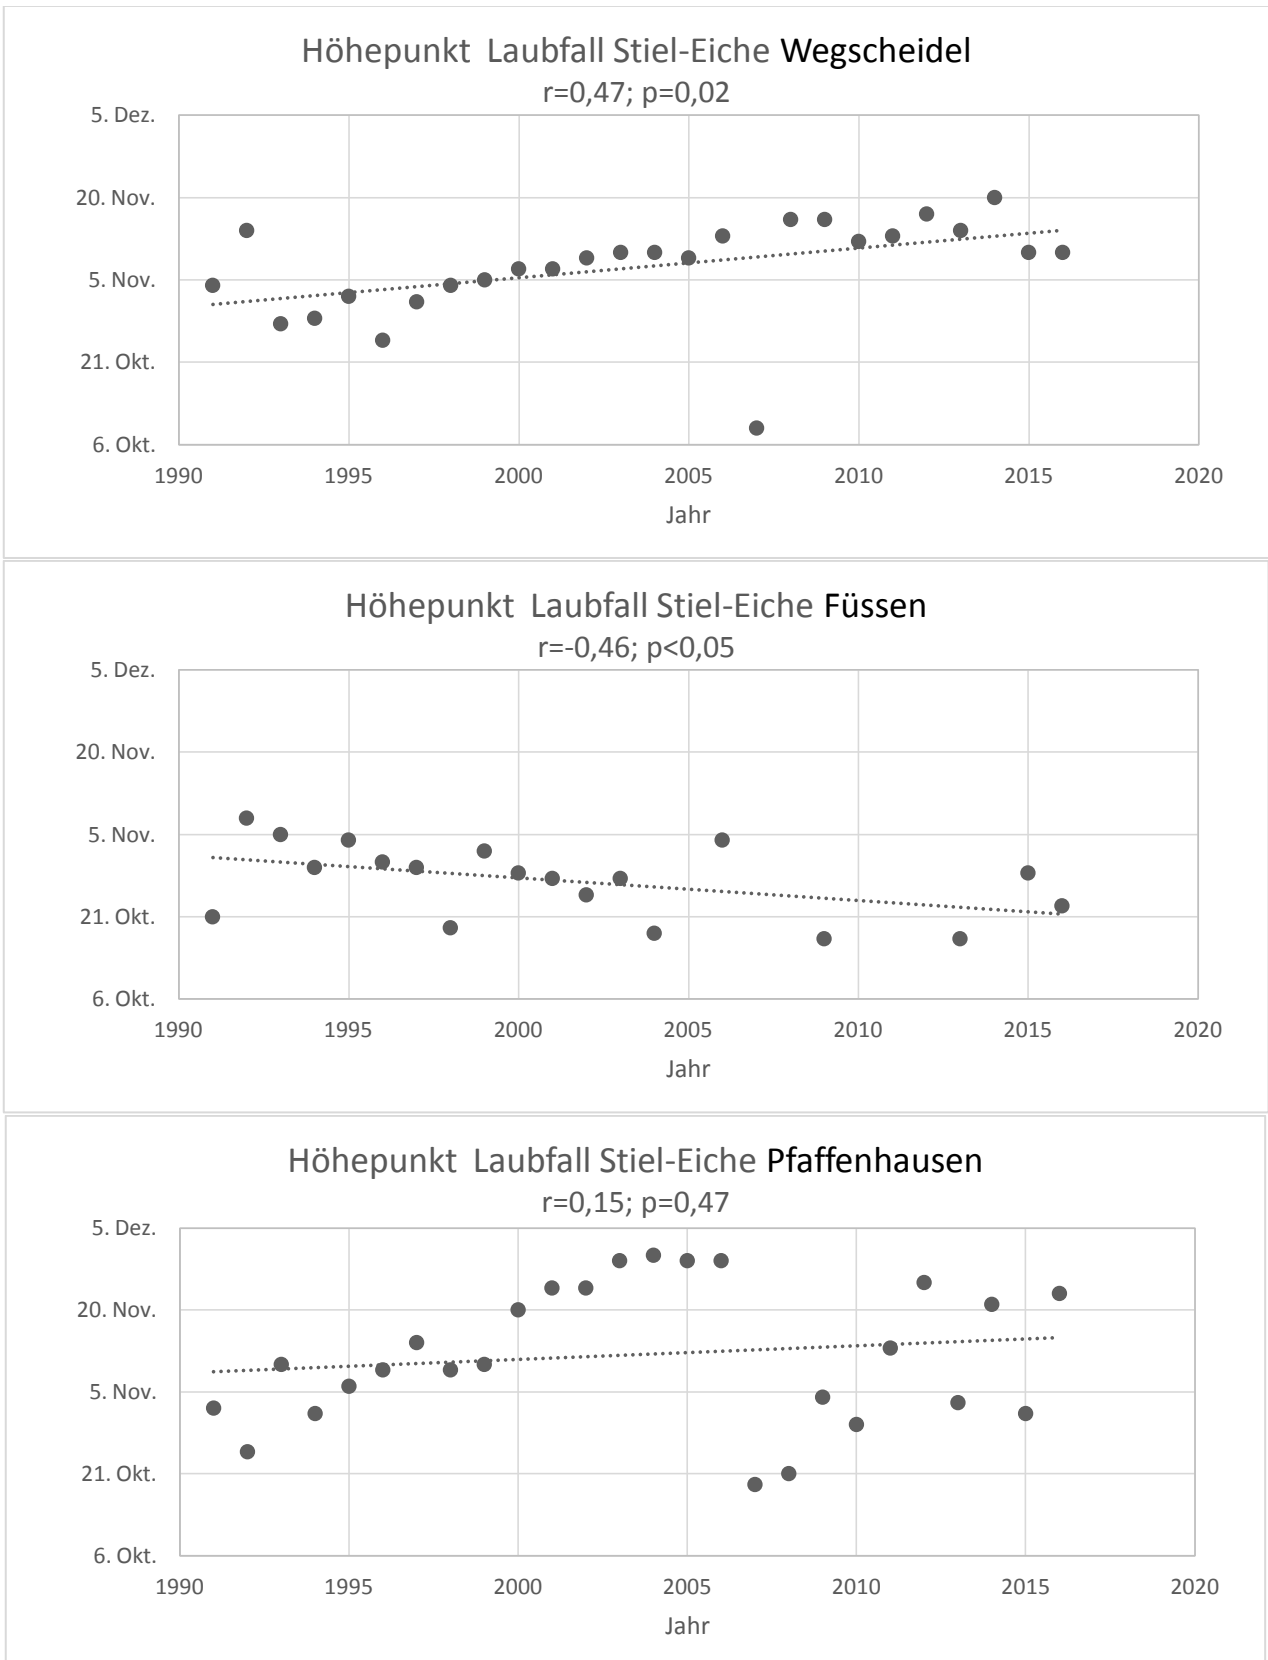 Höhepunkt Laubfall Stiel-Eiche Wegscheidel
r=0,47; p=0,02
5. Dez.
20. Nov.
5. Nov.
21. Okt.
6. Okt.
1990 1995 2000 2005 2010 2015 2020
Jahr
Höhepunkt Laubfall Stiel-Eiche Füssen
r=-0,46; p<0,05
5. Dez.
20. Nov.
5. Nov.
21. Okt.
6. Okt.
1990 1995 2000 2005 2010 2015 2020
Jahr
Höhepunkt Laubfall Stiel-Eiche Pfaffenhausen
r=0,15; p=0,47
5. Dez.
20. Nov.
5. Nov.
21. Okt.
6. Okt.
1990 1995 2000 2005 2010 2015 2020
Jahr